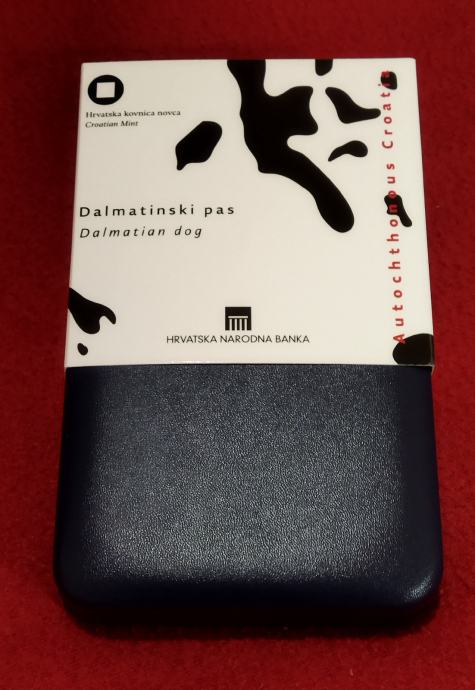 Hrvatska kovnica novca
Croatian Mint
Dalmatinski pas
Dalmatian dog
HRVATSKA NARODNA BANKA
Autochthonous Croatia